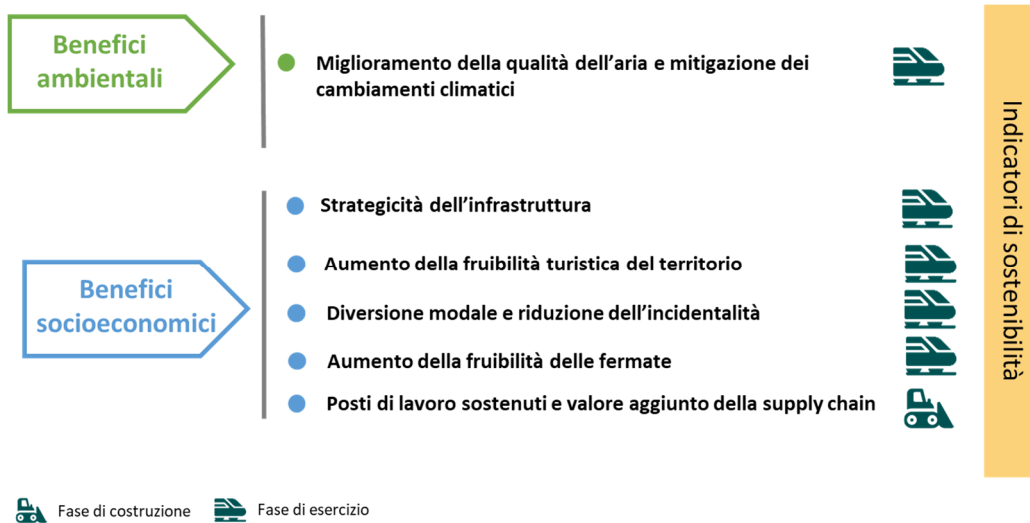 Benefici
ambientali
Miglioramento della qualità dell'aria e mitigazione dei
cambiamenti climatici
Benefici
socioeconomici
Strategicità dell'infrastruttura
Aumento della fruibilità turistica del territorio
Diversione modale e riduzione dell'incidentalità
Aumento della fruibilità delle fermate
Posti di lavoro sostenuti e valore aggiunto della supply chain
Indicatori di sostenibilità
Fase di costruzione
Fase di esercizio